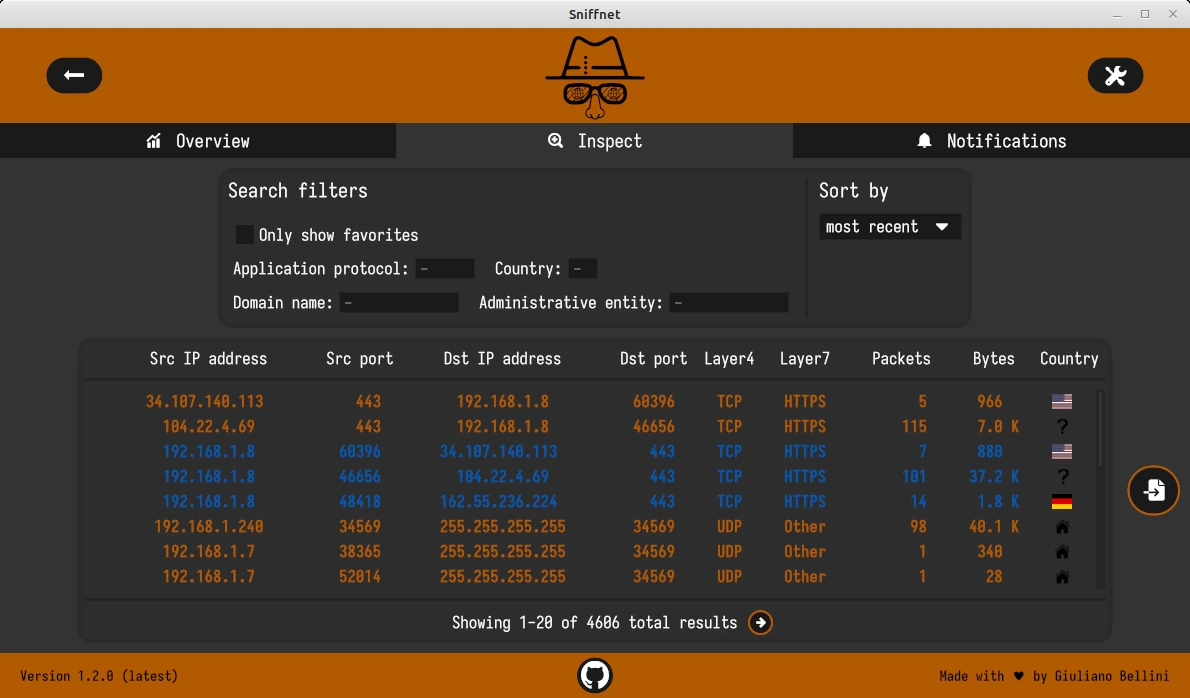 Sniffnet
Overview Inspect Notifications
Search filters Sort by
Only show favorites most recent
Application protocol: – Country: –
Domain name: – Administrative entity: –
Src IP address Src port Dst IP address Dst port Layer4 Layer7 Packets Bytes Country
34.107.140.113 443 192.168.1.8 60396 TCP HTTPS 5 966
104.22.4.69 443 192.168.1.8 46656 TCP HTTPS 115 7.0 K ?
192.168.1.8 60396 34.107.140.113 443 TCP HTTPS 7 880
192.168.1.8 46656 104.22.4.69 443 TCP HTTPS 101 37.2 K ?
192.168.1.8 48418 162.55.236.224 443 TCP HTTPS 14 1.8 K
192.168.1.240 34569 255.255.255.255 34569 UDP Other 98 40.1 K
192.168.1.7 38365 255.255.255.255 34569 UDP Other 1 340
192.168.1.7 52014 255.255.255.255 34569 UDP Other 1 28
Showing 1-20 of 4606 total results
Version 1.2.0 (latest) Made with ♥ by Giuliano Bellini